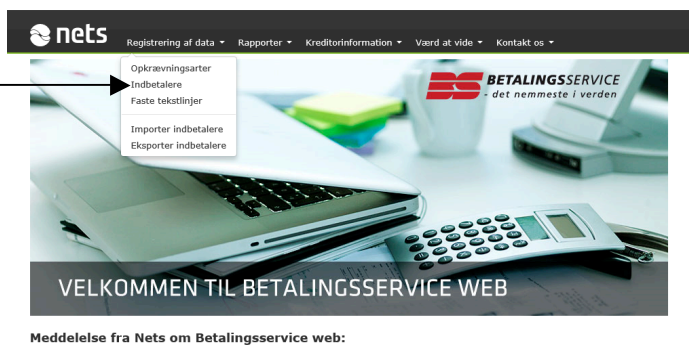 nets
Registrering af data Rapporter Kreditorinformation Værd at vide Kontakt os
Opkrævningsarter
Indbetalere
Faste tekstlinjer
Importer indbetalere
Eksporter indbetalere
BS BETALINGSSERVICE
- det nemmeste i verden
VELKOMMEN TIL BETALINGSSERVICE WEB
Meddelelse fra Nets om Betalingsservice web: